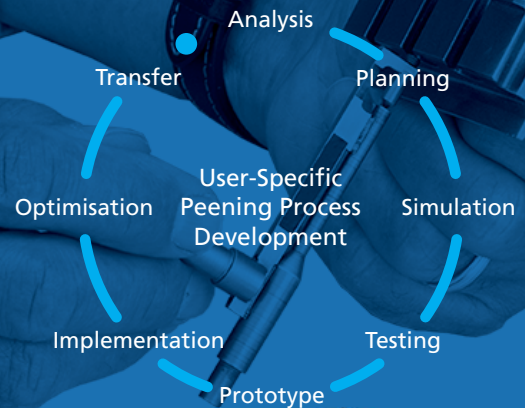 Analysis
Planning
Simulation
Testing
Prototype
Implementation
Optimisation
Transfer
User-Specific
Peening Process
Development